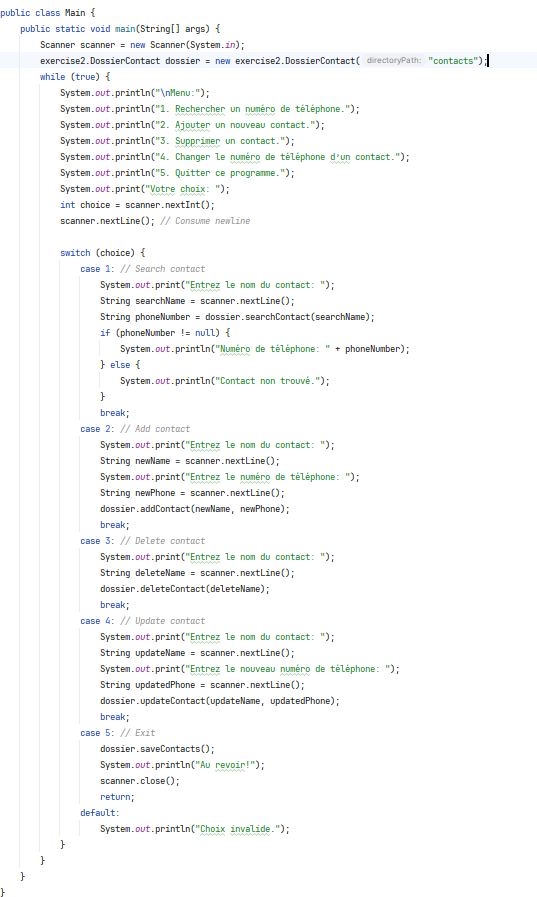 public class Main {
public static void main(String[] args) {
Scanner scanner = new Scanner(System.in);
exercise2.DossierContact dossier = new exercise2.DossierContact( directoryPath: "contacts");
while (true) {
System.out.println("\nMenu:");
System.out.println("1. Rechercher un numéro de téléphone.");
System.out.println("2. Ajouter un nouveau contact.");
System.out.println("3. Supprimer un contact.");
System.out.println("4. Changer le numéro de téléphone d'un contact.");
System.out.println("5. Quitter ce programme.");
System.out.print("Votre choix: ");
int choice = scanner.nextInt();
scanner.nextLine(); // Consume newline
switch (choice) {
case 1: // Search contact
System.out.print("Entrez le nom du contact: ");
String searchName = scanner.nextLine();
String phoneNumber = dossier.searchContact(searchName);
if (phoneNumber != null) {
System.out.println("Numéro de téléphone: " + phoneNumber);
} else {
System.out.println("Contact non trouvé.");
}
break;
case 2: // Add contact
System.out.print("Entrez le nom du contact: ");
String newName = scanner.nextLine();
System.out.print("Entrez le numéro de téléphone: ");
String newPhone = scanner.nextLine();
dossier.addContact(newName, newPhone);
break;
case 3: // Delete contact
System.out.print("Entrez le nom du contact: ");
String deleteName = scanner.nextLine();
dossier.deleteContact(deleteName);
break;
case 4: // Update contact
System.out.print("Entrez le nom du contact: ");
String updateName = scanner.nextLine();
System.out.print("Entrez le nouveau numéro de téléphone: ");
String updatedPhone = scanner.nextLine();
dossier.updateContact(updateName, updatedPhone);
break;
case 5: // Exit
dossier.saveContacts();
System.out.println("Au revoir!");
scanner.close();
return;
default:
System.out.println("Choix invalide.");
}
}
}
}